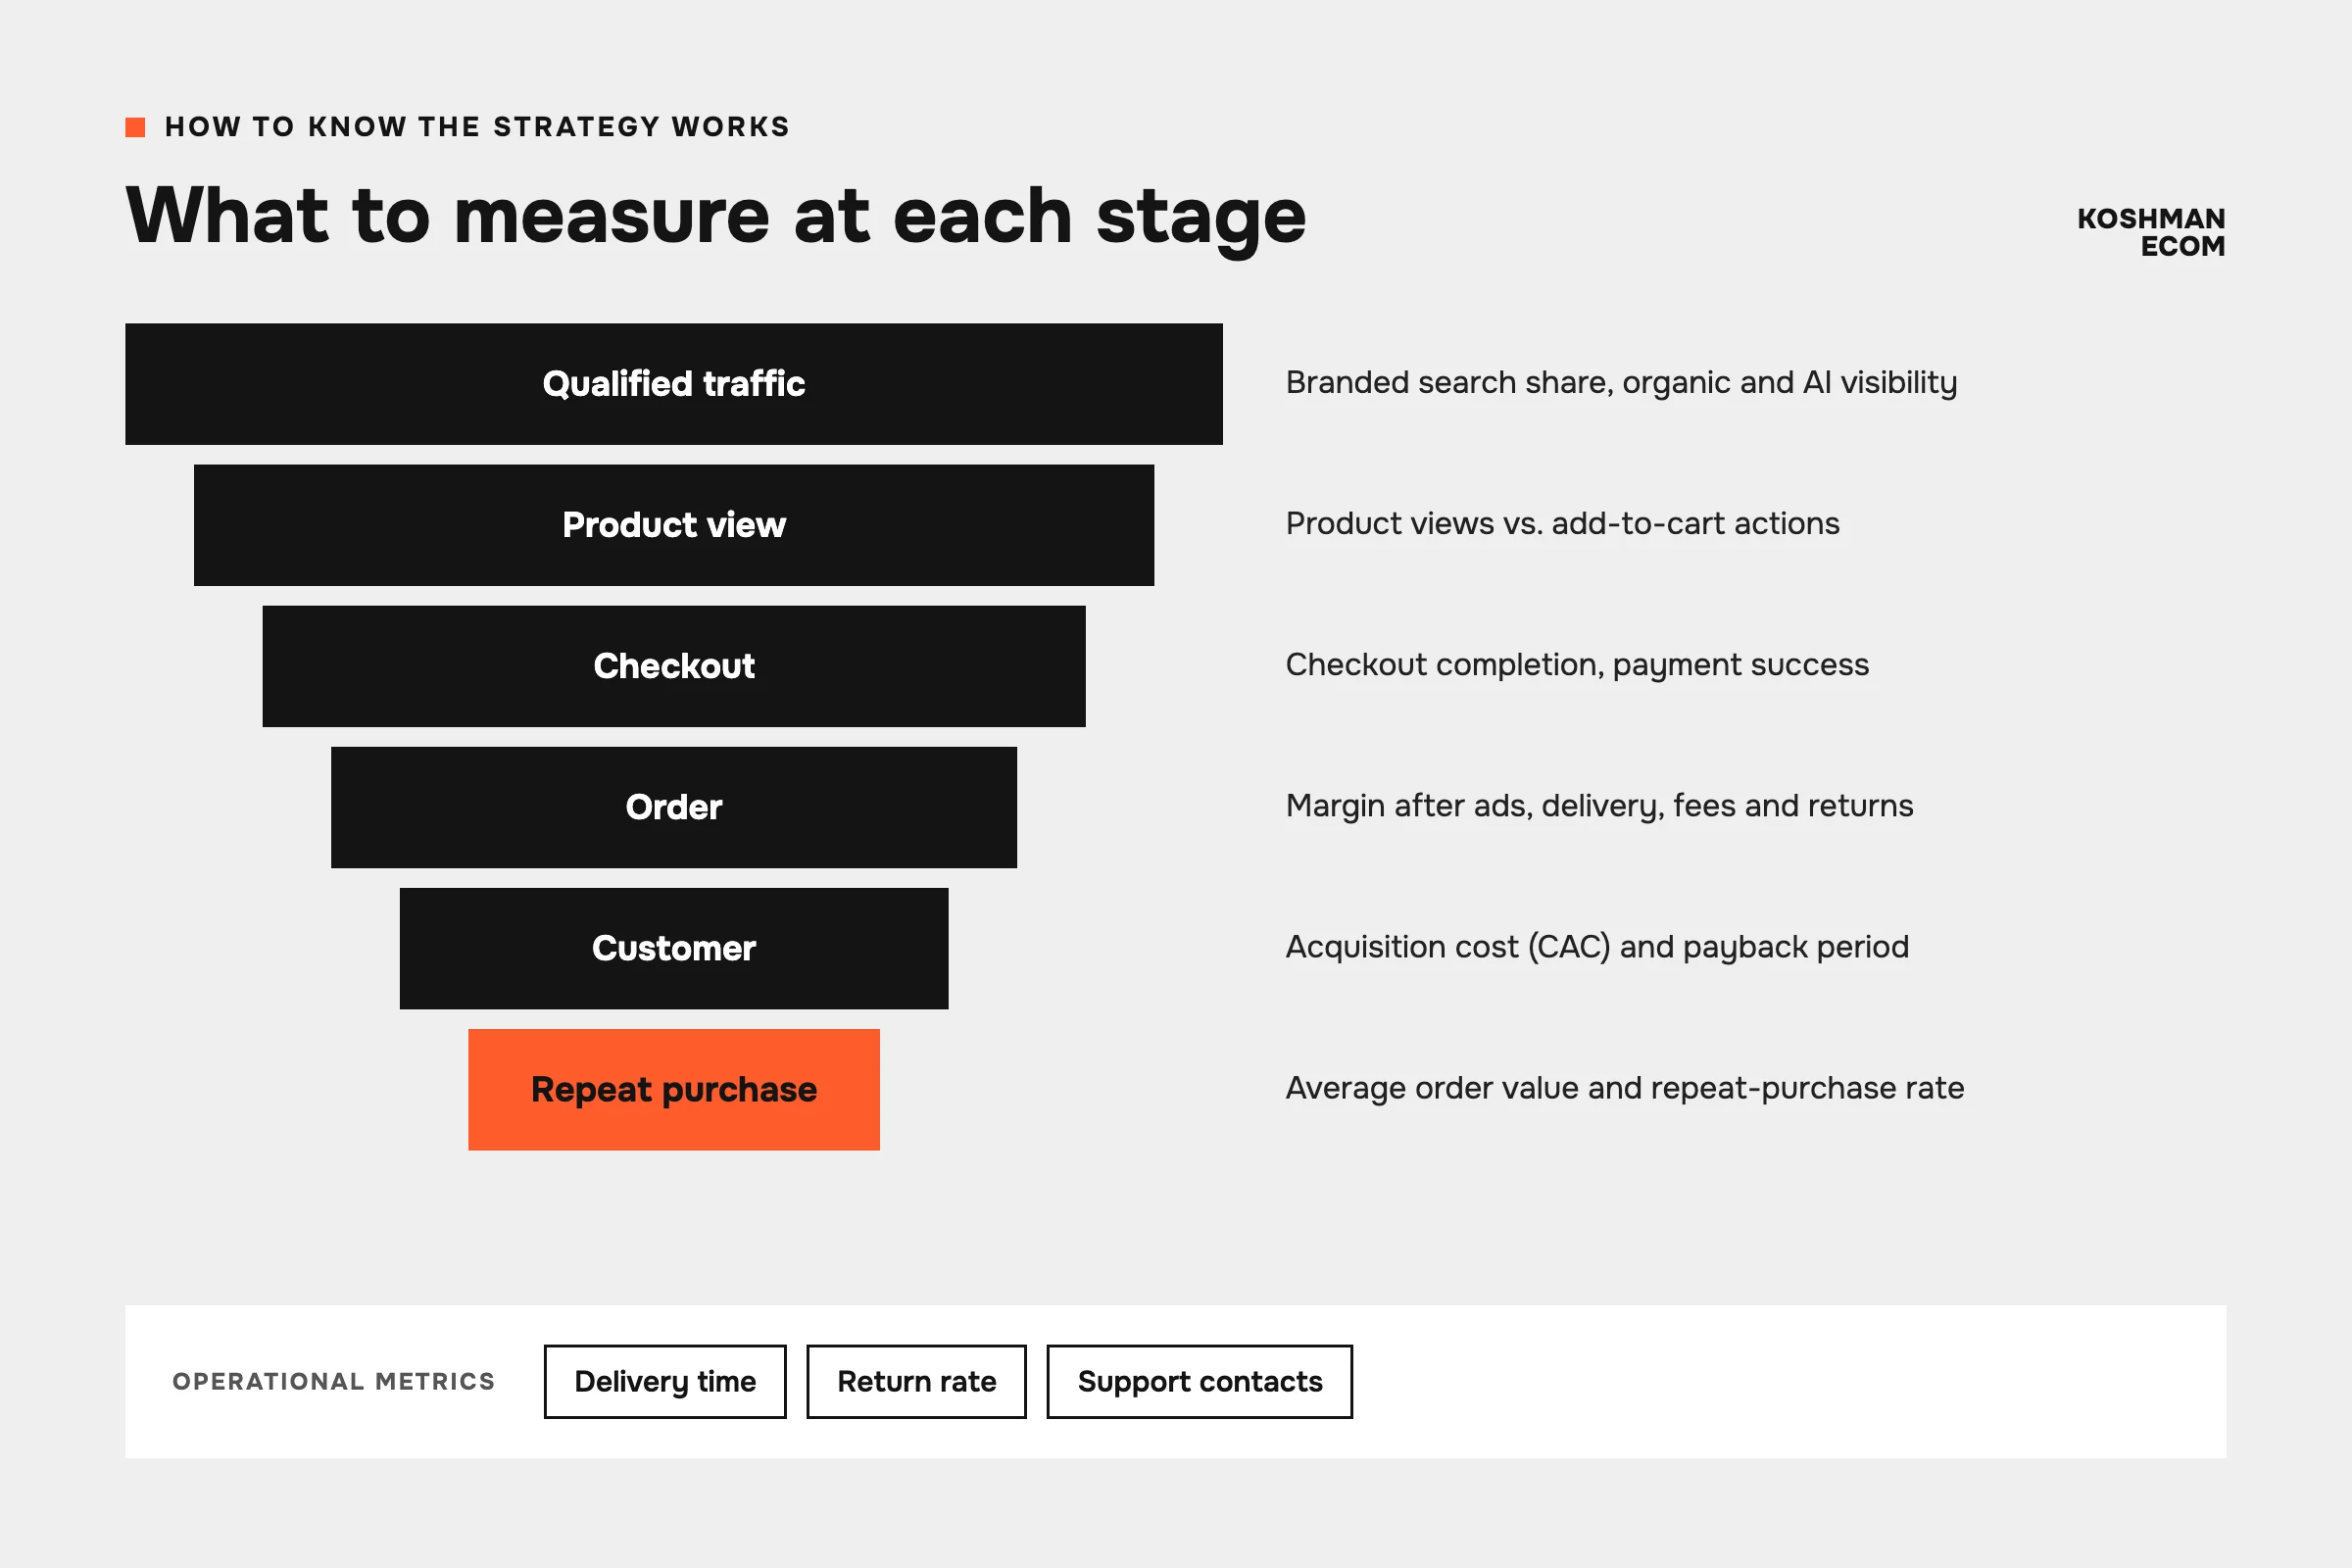 HOW TO KNOW THE STRATEGY WORKS
What to measure at each stage
KOSHMAN
ECOM
Qualified traffic
Branded search share, organic and AI visibility
Product view
Product views vs. add-to-cart actions
Checkout
Checkout completion, payment success
Order
Margin after ads, delivery, fees and returns
Customer
Acquisition cost (CAC) and payback period
Repeat purchase
Average order value and repeat-purchase rate
OPERATIONAL METRICS
Delivery time
Return rate
Support contacts